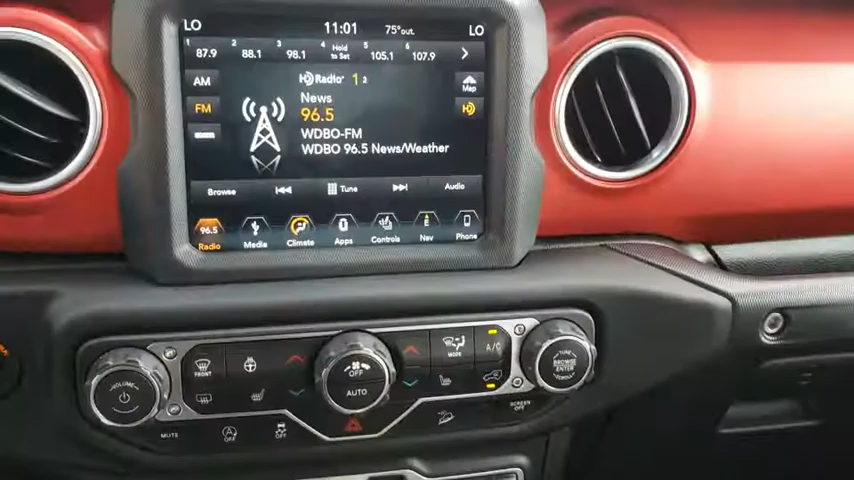 LO 11:01 75°out. LO
1 87.9 2 88.1 3 98.1 4 Hold to Set 5 105.1 6 107.9
AM HD Radio 1 2 Map
FM News HD
96.5
WDBO-FM
WDBO 96.5 News/Weather
Browse Tune Audio
96.5
Radio Media Climate Apps Controls Nav Phone
FRONT OFF MODE A/C TUNE
BROWSE
ENTER
SCROLL
VOLUME AUTO
MUTE OFF SCREEN OFF